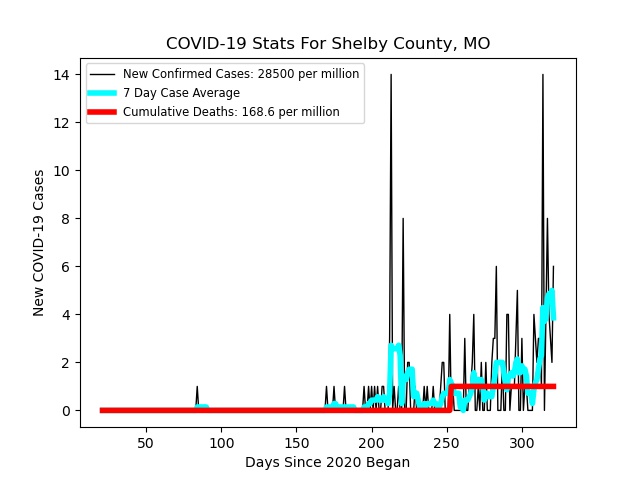 COVID-19 Stats For Shelby County, MO
New Confirmed Cases: 28500 per million
7 Day Case Average
Cumulative Deaths: 168.6 per million
New COVID-19 Cases
14
12
10
8
6
4
2
0
50 100 150 200 250 300
Days Since 2020 Began